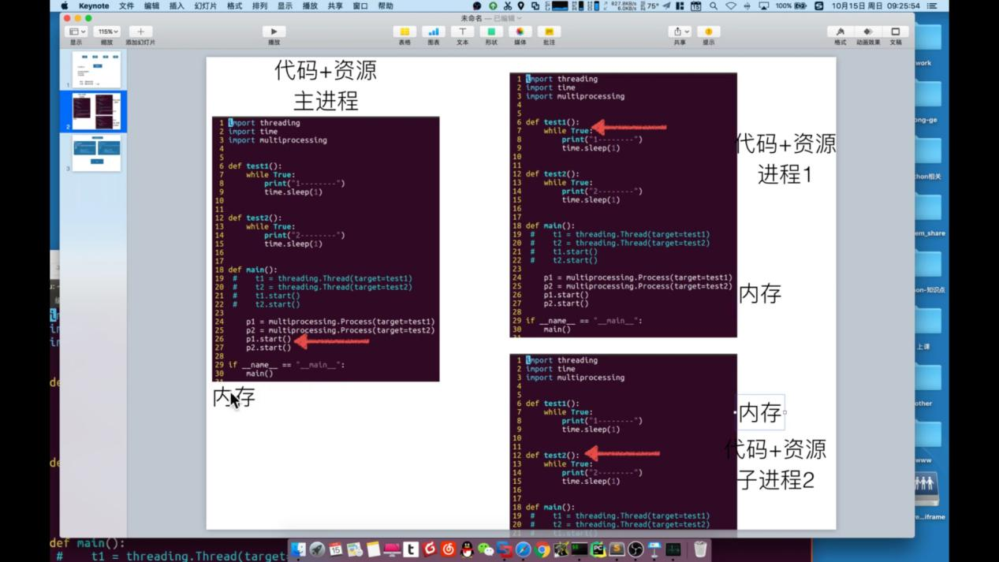 Keynote 文件 编辑 插入 幻灯片 格式 排列 显示 播放 共享 窗口 帮助
827.8KB/s
6.0KB/s
75°
100%
10月15日 周日 09:25:54
未命名 — 已编辑
115%
显示 缩放 添加幻灯片 播放 表格 图表 文本 形状 媒体 批注 共享 提示 格式 动画效果 文稿
1
2
3
代码+资源
主进程
1 import threading
2 import time
3 import multiprocessing
4
5
6 def test1():
7     while True:
8         print("1--------")
9         time.sleep(1)
10
11
12 def test2():
13     while True:
14         print("2--------")
15         time.sleep(1)
16
17
18 def main():
19 #    t1 = threading.Thread(target=test1)
20 #    t2 = threading.Thread(target=test2)
21 #    t1.start()
22 #    t2.start()
23
24     p1 = multiprocessing.Process(target=test1)
25     p2 = multiprocessing.Process(target=test2)
26     p1.start()
27     p2.start()
28
29 if __name__ == "__main__":
30     main()
内存
1 import threading
2 import time
3 import multiprocessing
4
5
6 def test1():
7     while True:
8         print("1--------")
9         time.sleep(1)
10
11
12 def test2():
13     while True:
14         print("2--------")
15         time.sleep(1)
16
17
18 def main():
19 #    t1 = threading.Thread(target=test1)
20 #    t2 = threading.Thread(target=test2)
21 #    t1.start()
22 #    t2.start()
23
24     p1 = multiprocessing.Process(target=test1)
25     p2 = multiprocessing.Process(target=test2)
26     p1.start()
27     p2.start()
28
29 if __name__ == "__main__":
30     main()
代码+资源
进程1
内存
1 import threading
2 import time
3 import multiprocessing
4
5
6 def test1():
7     while True:
8         print("1--------")
9         time.sleep(1)
10
11
12 def test2():
13     while True:
14         print("2--------")
15         time.sleep(1)
16
17
18 def main():
19 #    t1 = threading.Thread(target=test1)
20 #    t2 = threading.Thread(target=test2)
21 #    t1.start()
内存
代码+资源
子进程2
work
ong-ge
thon相关
em_share
on-知识点
上课
other
www
re...iframe
def main():
#    t1 = threading.Thread(target=